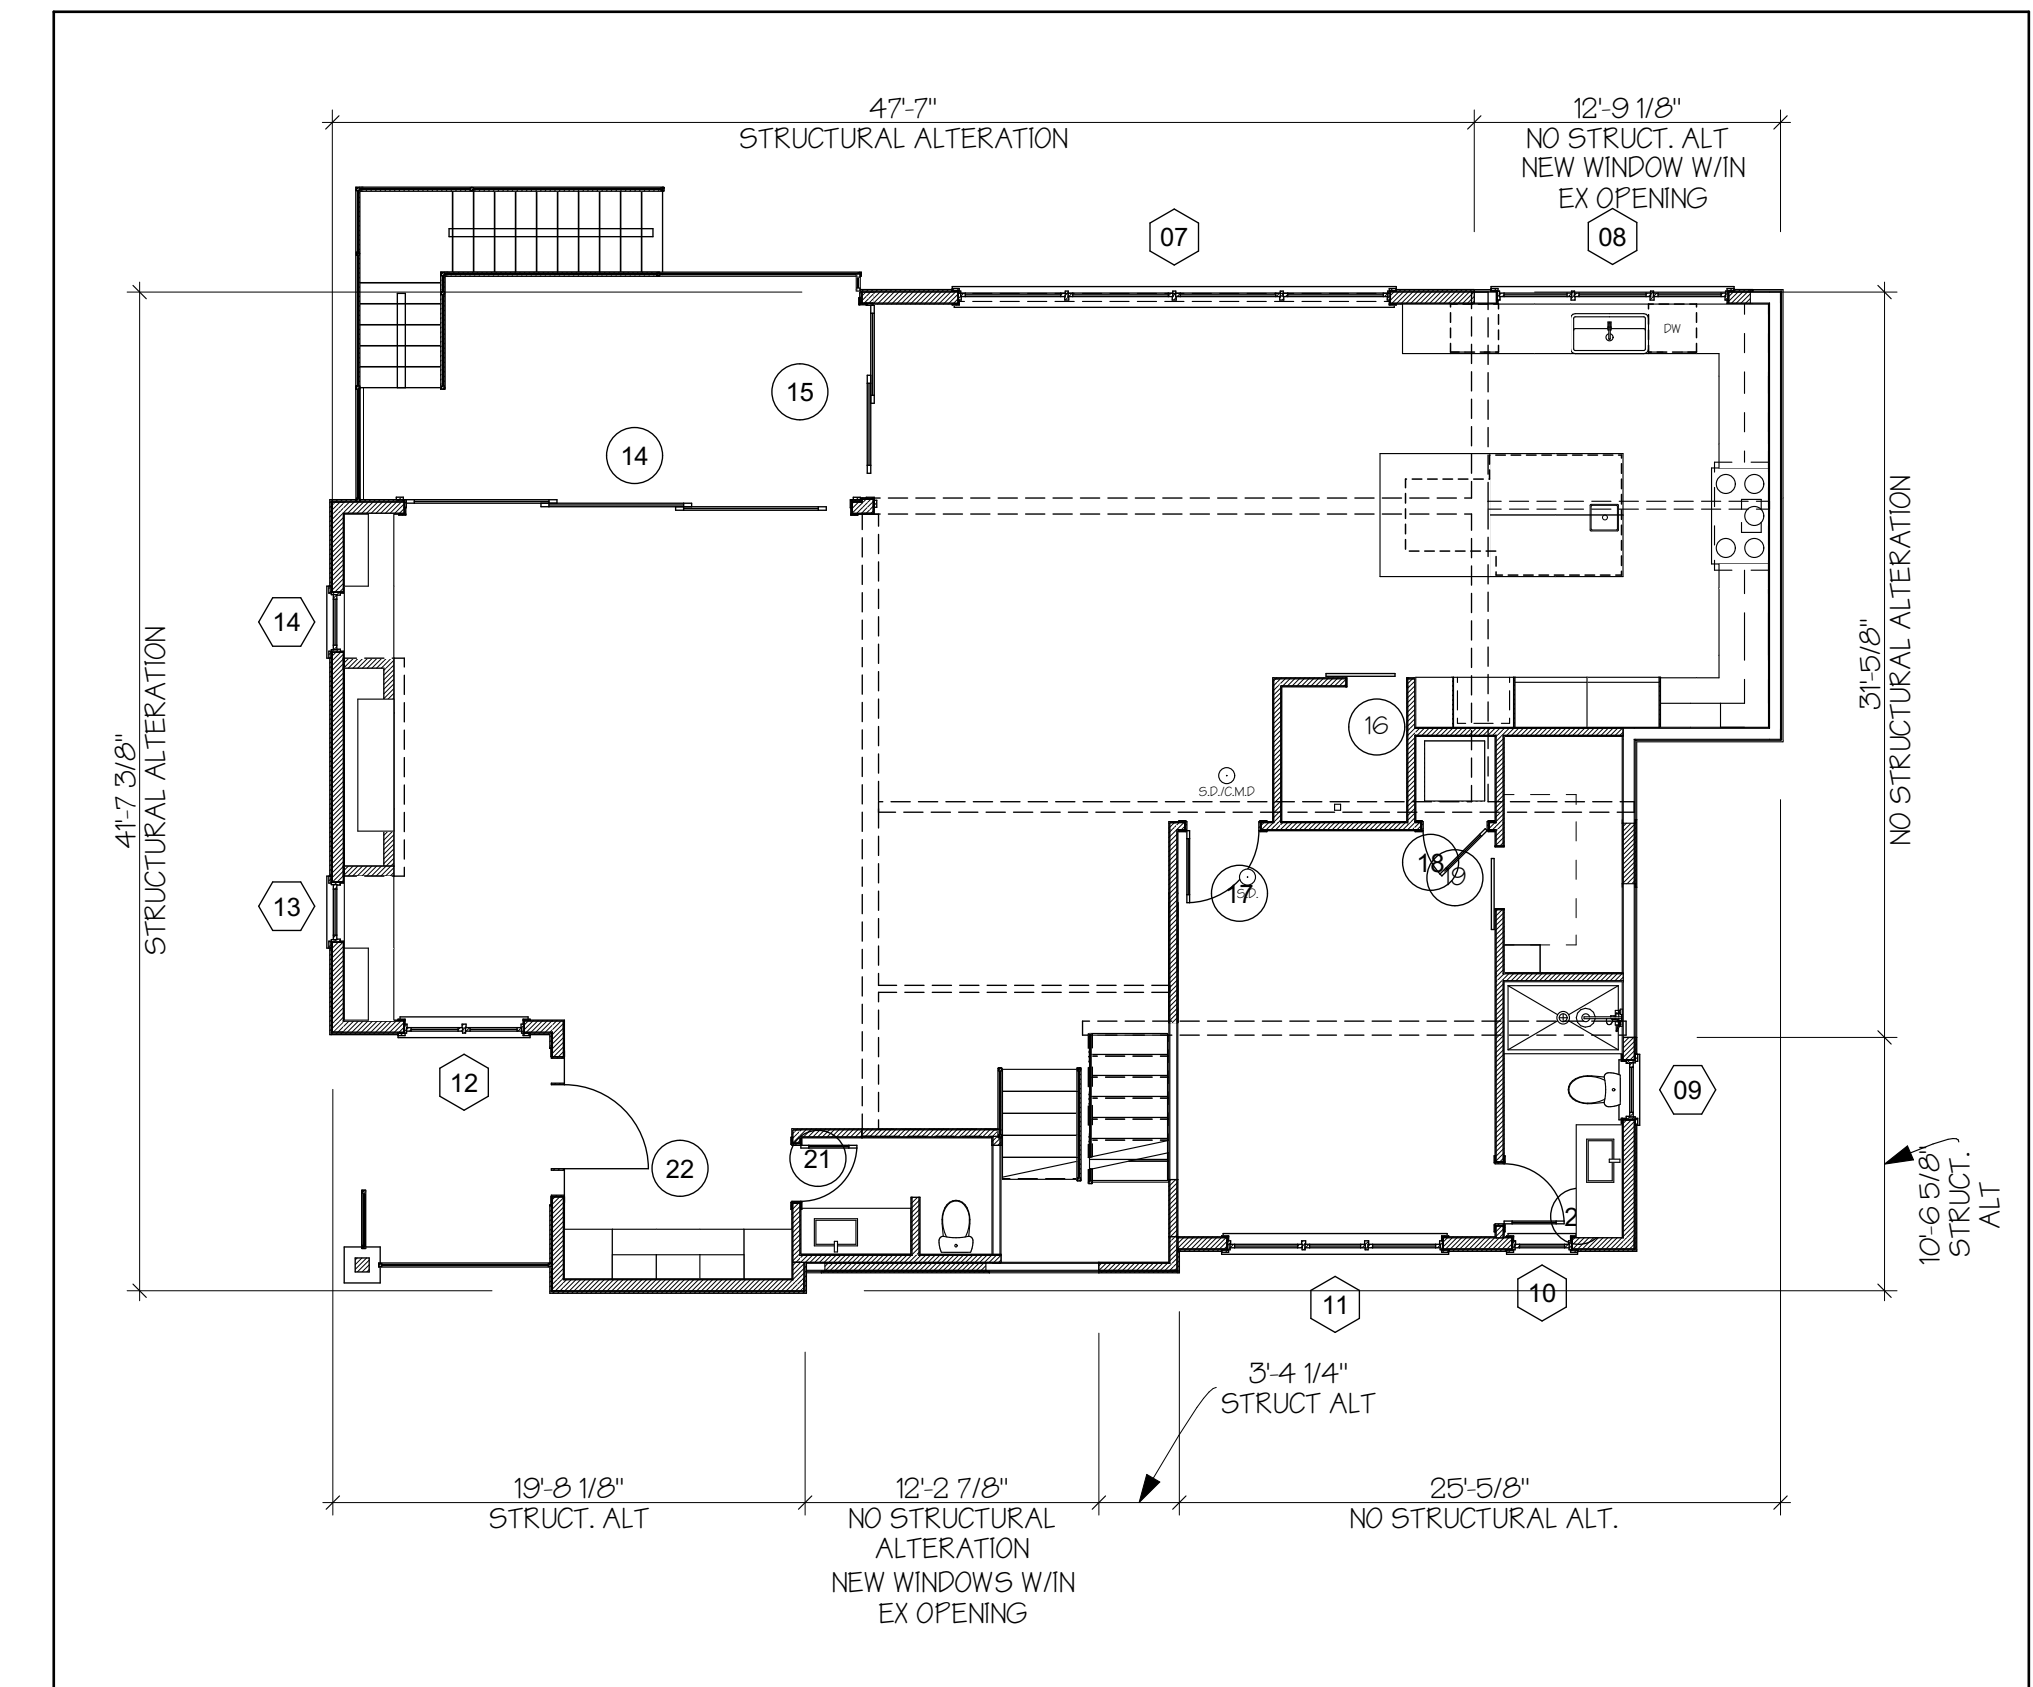 47'-7"
STRUCTURAL ALTERATION
12'-9 1/8"
NO STRUCT. ALT
NEW WINDOW W/IN
EX OPENING
07
08
DW
15
14
14
41'-7 3/8"
STRUCTURAL ALTERATION
31'-5/8"
NO STRUCTURAL ALTERATION
16
S.D./C.M.D
18
19
17
S.D.
13
12
09
22
21
2
10'-6 5/8"
STRUCT.
ALT
11
10
3'-4 1/4"
STRUCT ALT
19'-8 1/8"
STRUCT. ALT
12'-2 7/8"
NO STRUCTURAL
ALTERATION
NEW WINDOWS W/IN
EX OPENING
25'-5/8"
NO STRUCTURAL ALT.